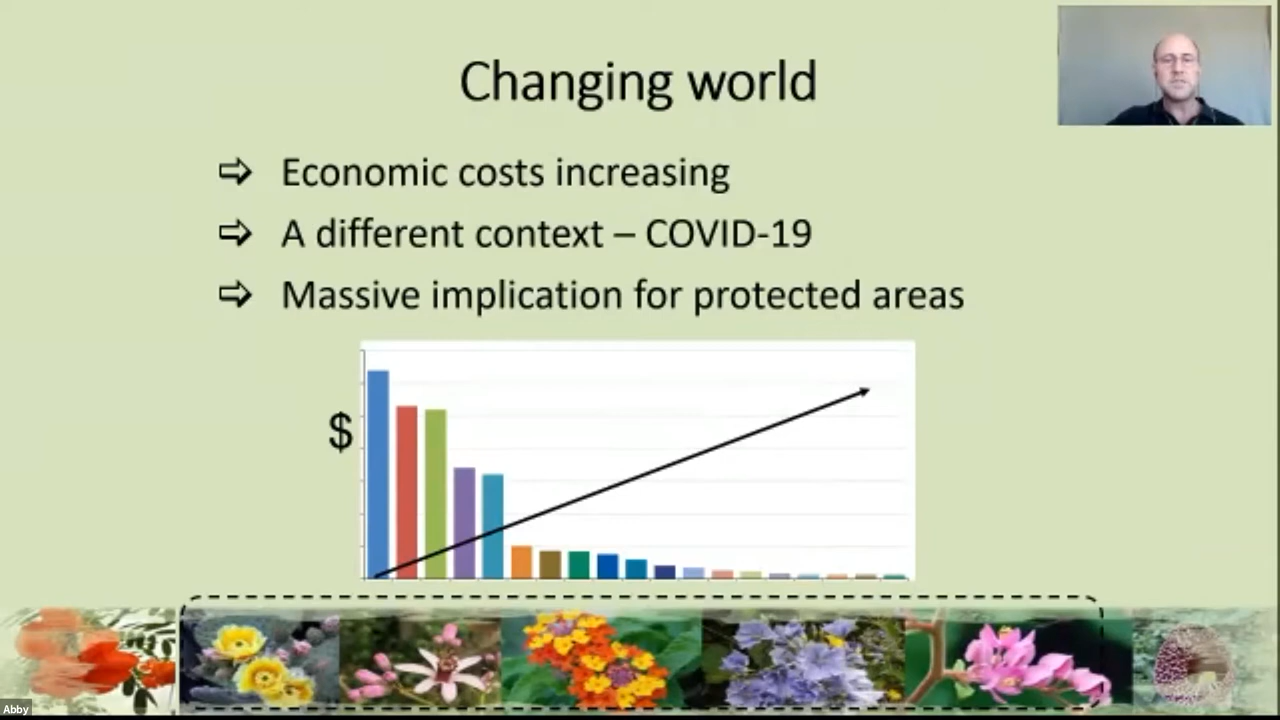 Changing world
⇨ Economic costs increasing
⇨ A different context – COVID-19
⇨ Massive implication for protected areas
$
Abby